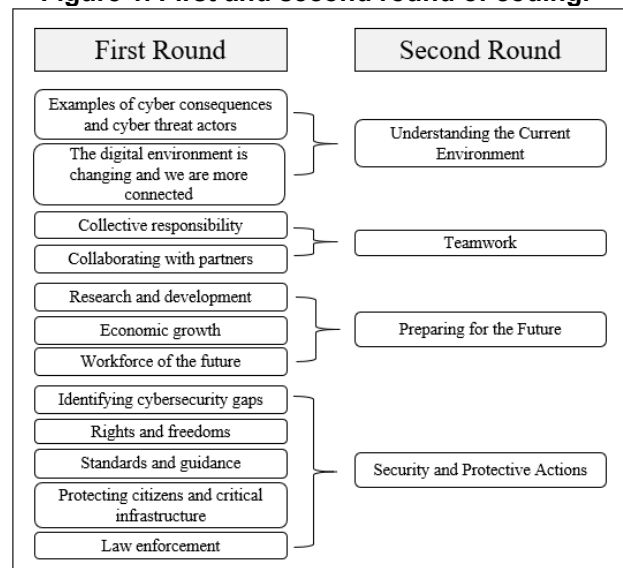 Figure 1. First and second round of coding.
First Round
Second Round
Examples of cyber consequences
and cyber threat actors
The digital environment is
changing and we are more
connected
Understanding the Current
Environment
Collective responsibility
Collaborating with partners
Teamwork
Research and development
Economic growth
Workforce of the future
Preparing for the Future
Identifying cybersecurity gaps
Rights and freedoms
Standards and guidance
Protecting citizens and critical
infrastructure
Law enforcement
Security and Protective Actions